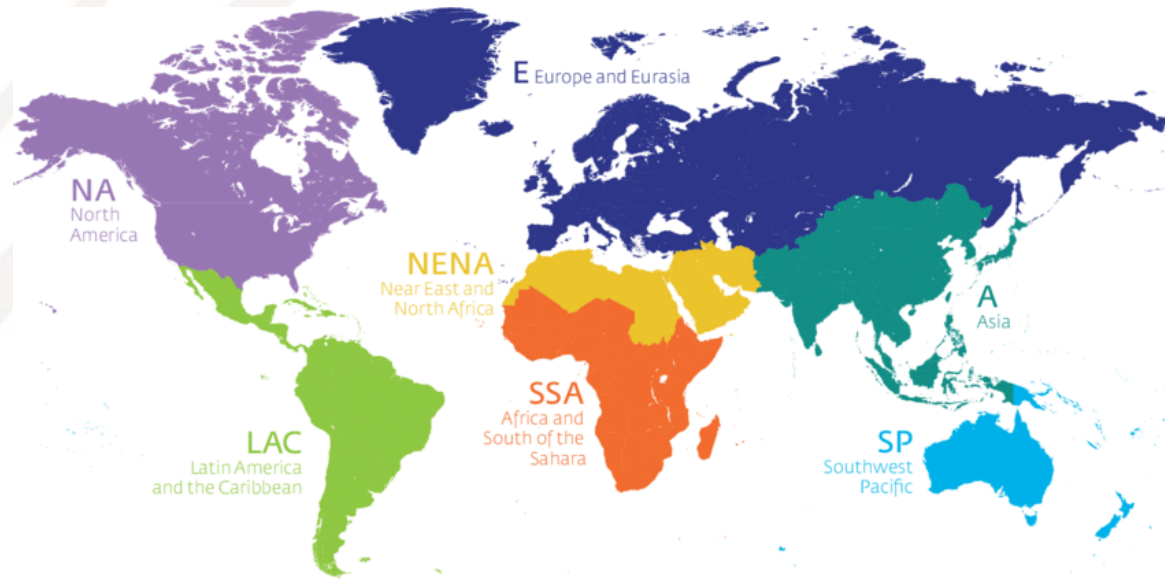 E Europe and Eurasia
NA
North
America
NENA
Near East and
North Africa
A
Asia
SSA
Africa and
South of the
Sahara
LAC
Latin America
and the Caribbean
SP
Southwest
Pacific